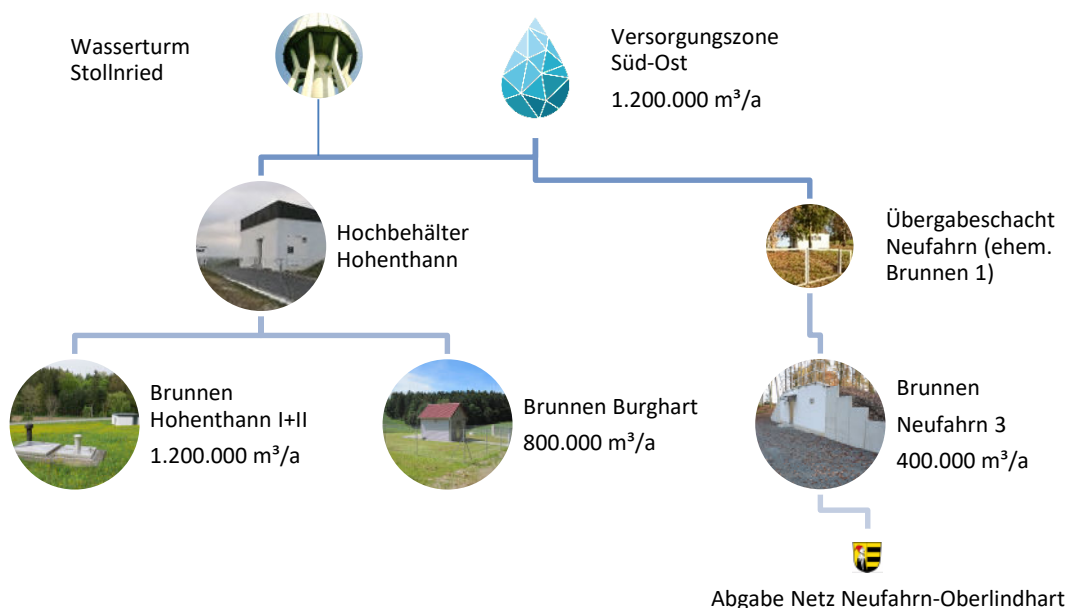 Wasserturm
Stollnried
Versorgungszone
Süd-Ost
1.200.000 m³/a
Hochbehälter
Hohenthann
Übergabeschacht
Neufahrn (ehem.
Brunnen 1)
Brunnen
Hohenthann I+II
1.200.000 m³/a
Brunnen Burghart
800.000 m³/a
Brunnen
Neufahrn 3
400.000 m³/a
Abgabe Netz Neufahrn-Oberlindhart